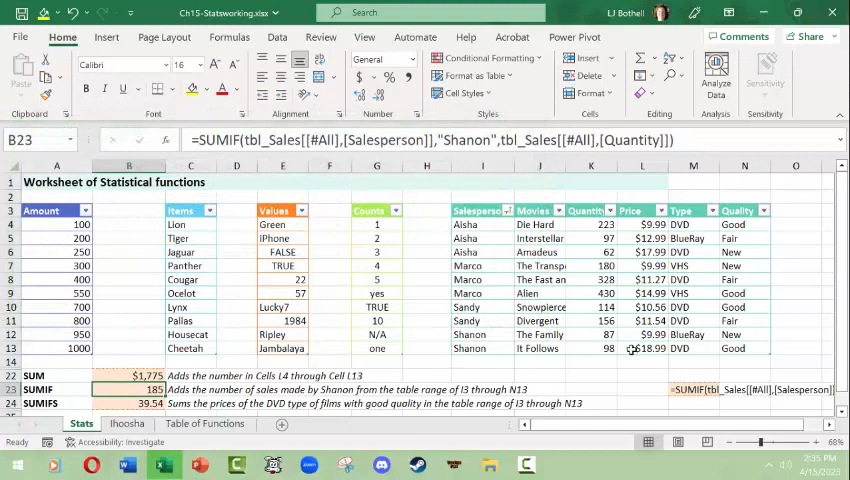 Ch15-Statsworking.xlsx
Search
LJ Bothell
File Home Insert Draw Page Layout Formulas Data Review View Automate Help Acrobat Power Pivot
Comments Share
Calibri 16 General Conditional Formatting Insert
Format as Table Delete
Cell Styles Format
Paste Analyze Data Sensitivity
Clipboard Font Alignment Number Styles Cells Editing Analysis Sensitivity
B23 =SUMIF(tbl_Sales[[#All],[Salesperson]],"Shanon",tbl_Sales[[#All],[Quantity]])
A B C D E F G H I J K L M N O
1 Worksheet of Statistical functions
2
3 Amount Items Values Counts Salesperso Movies Quantity Price Type Quality
4 100 Lion Green 1 Aisha Die Hard 223 $9.99 DVD Good
5 200 Tiger iPhone 2 Aisha Interstellar 97 $12.99 BlueRay Fair
6 250 Jaguar FALSE 3 Aisha Amadeus 62 $17.99 DVD New
7 300 Panther TRUE 4 Marco The Transpo 180 $9.99 VHS New
8 400 Cougar 22 5 Marco The Fast an 328 $11.27 DVD Fair
9 550 Ocelot 57 yes Marco Alien 430 $14.99 VHS Good
10 700 Lynx Lucky7 TRUE Sandy Snowpierce 114 $10.56 DVD Good
11 800 Pallas 1984 10 Sandy Divergent 156 $11.54 DVD Fair
12 950 Housecat Ripley N/A Shanon The Family 87 $9.99 BlueRay New
13 1000 Cheetah Jambalaya one Shanon It Follows 98 $18.99 DVD Good
14
22 SUM $1,775 Adds the number in Cells L4 through Cell L13
23 SUMIF 185 Adds the number of sales made by Shanon from the table range of I3 through N13 =SUMIF(tbl_Sales[[#All],[Salesperson]]
24 SUMIFS 39.54 Sums the prices of the DVD type of films with good quality in the table range of I3 through N13
Stats Ihoosha Table of Functions
Ready Accessibility: Investigate 68%
2:35 PM
4/15/2023